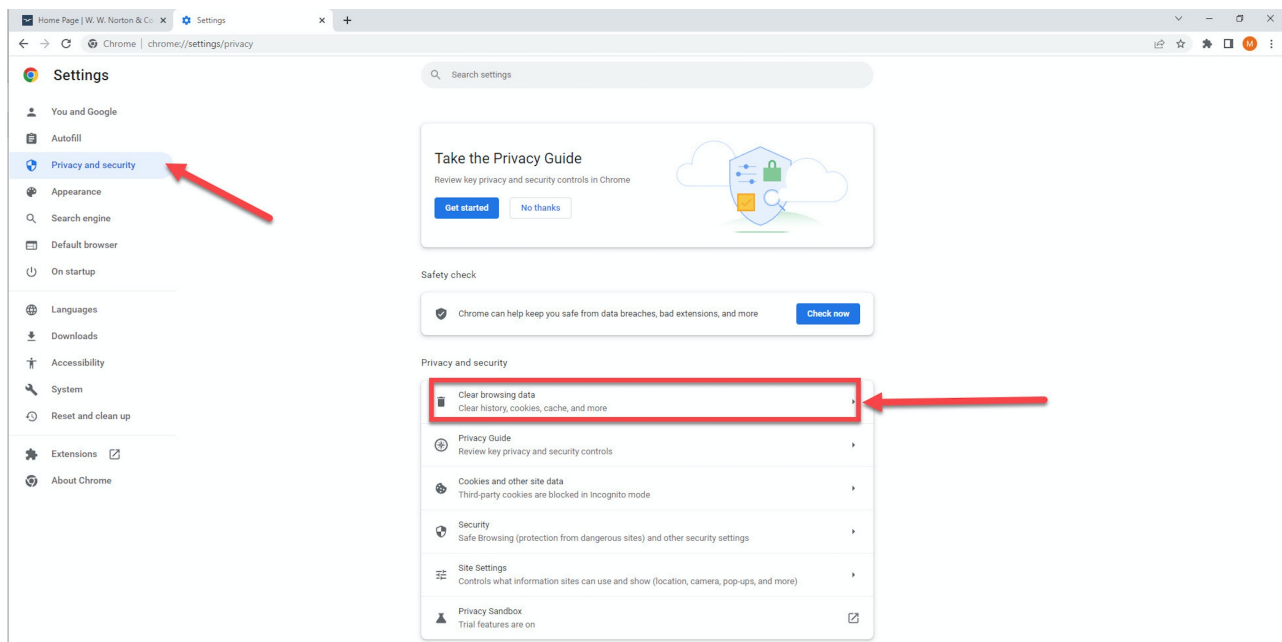 Home Page | W. W. Norton & Co
Settings
Chrome | chrome://settings/privacy
M
Settings
Search settings
You and Google
Autofill
Privacy and security
Appearance
Search engine
Default browser
On startup
Languages
Downloads
Accessibility
System
Reset and clean up
Extensions
About Chrome
Take the Privacy Guide
Review key privacy and security controls in Chrome
Get started
No thanks
Safety check
Chrome can help keep you safe from data breaches, bad extensions, and more
Check now
Privacy and security
Clear browsing data
Clear history, cookies, cache, and more
Privacy Guide
Review key privacy and security controls
Cookies and other site data
Third-party cookies are blocked in Incognito mode
Security
Safe Browsing (protection from dangerous sites) and other security settings
Site Settings
Controls what information sites can use and show (location, camera, pop-ups, and more)
Privacy Sandbox
Trial features are on